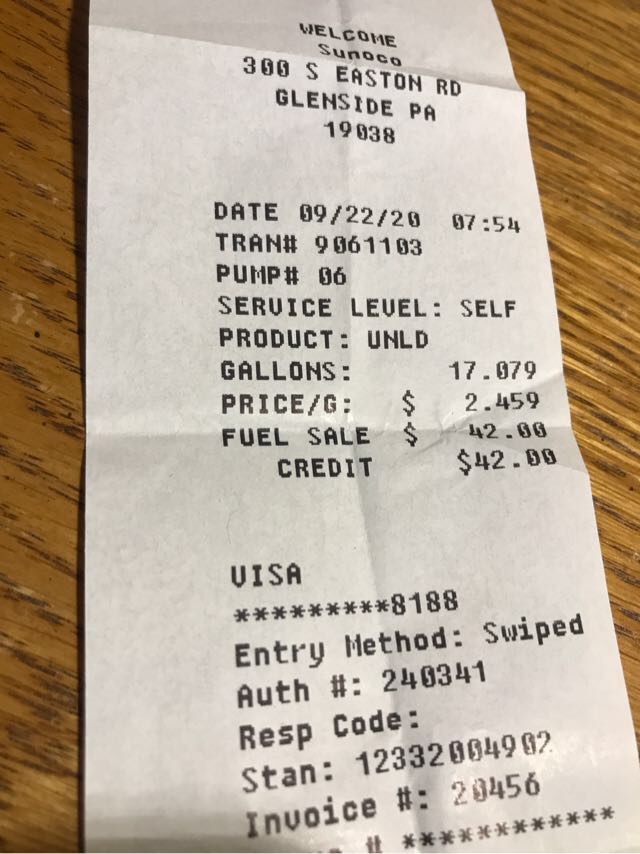 WELCOME
Sunoco
300 S EASTON RD
GLENSIDE PA
19038
DATE 09/22/20 07:54
TRAN# 9061103
PUMP# 06
SERVICE LEVEL: SELF
PRODUCT: UNLD
GALLONS: 17.079
PRICE/G: $ 2.459
FUEL SALE $ 42.00
CREDIT $42.00
VISA
*********8188
Entry Method: Swiped
Auth #: 240341
Resp Code:
Stan: 12332004902
Invoice #: 20456
# ************